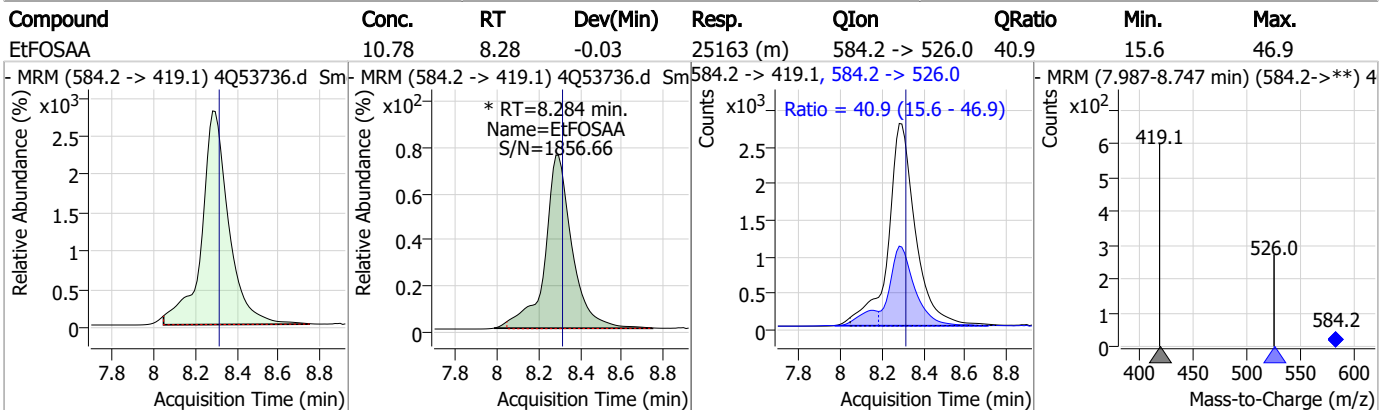 Compound Conc. RT Dev(Min) Resp. QIon QRatio Min. Max.
EtFOSAA 10.78 8.28 -0.03 25163 (m) 584.2 -> 526.0 40.9 15.6 46.9
- MRM (584.2 -> 419.1) 4Q53736.d Sm
Relative Abundance (%)
x10³
2.5
2
1.5
1
0.5
0
7.8 8 8.2 8.4 8.6 8.8
Acquisition Time (min)
- MRM (584.2 -> 419.1) 4Q53736.d Sm
Relative Abundance (%)
x10²
* RT=8.284 min.
Name=EtFOSAA
S/N=1856.66
0.8
0.6
0.4
0.2
0
7.8 8 8.2 8.4 8.6 8.8
Acquisition Time (min)
584.2 -> 419.1, 584.2 -> 526.0
Counts
x10³
Ratio = 40.9 (15.6 - 46.9)
2.5
2
1.5
1
0.5
0
7.8 8 8.2 8.4 8.6 8.8
Acquisition Time (min)
- MRM (7.987-8.747 min) (584.2->**) 4
Counts
x10²
419.1
6
5
4
3
526.0
2
1
584.2
0
400 450 500 550 600
Mass-to-Charge (m/z)